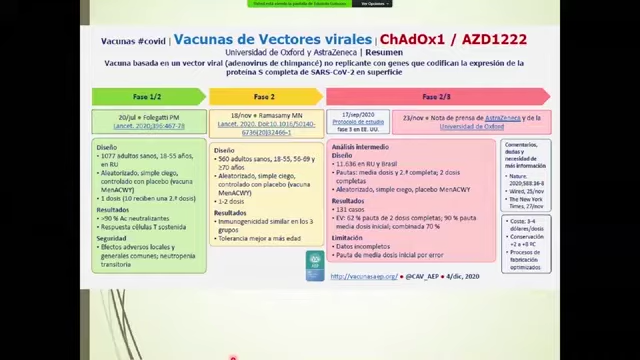 Vacunas #covid | Vacunas de Vectores virales | ChAdOx1 / AZD1222
Universidad de Oxford y AstraZeneca | Resumen
Vacuna basada en un vector viral (adenovirus de chimpancé) no replicante con genes que codifican la expresión de la
proteína S completa de SARS-CoV-2 en superficie
Fase 1/2
20/jul • Folegatti PM
Lancet. 2020;396:467-78
Diseño
• 1077 adultos sanos, 18-55 años,
en RU
• Aleatorizado, simple ciego,
controlado con placebo (vacuna
MenACWY)
• 1 dosis (10 reciben una 2.ª dosis)
Resultados
• >90 % Ac neutralizantes
• Respuesta células T sostenida
Seguridad
• Efectos adversos locales y
generales comunes; neutropenia
transitoria
Fase 2
18/nov • Ramasamy MN
Lancet. 2020. DOI:10.1016/S0140-
6736(20)32466-1
Diseño
• 560 adultos sanos, 18-55, 56-69 y
≥70 años
• Aleatorizado, simple ciego,
controlado con placebo (vacuna
MenACWY)
• 1-2 dosis
Resultados
• Inmunogenicidad similar en los 3
grupos
• Tolerancia mejor a más edad
Fase 2/3
17/sep/2020
Protocolo de estudio
fase 3 en EE. UU.
23/nov • Nota de prensa de AstraZeneca y de la
Universidad de Oxford
Análisis intermedio
Diseño
• 11.636 en RU y Brasil
• Pautas: media dosis y 2.ª completa; 2 dosis
completas
• Aleatorizado, simple ciego, placebo MenACWY
Resultados
• 131 casos
• EV: 62 % pauta 2 dosis completas; 90 % pauta
media dosis inicial; combinada 70 %
Limitación
• Datos incompletos
• Pauta de media dosis inicial por error
Comentarios,
dudas y
necesidad de
más información
• Nature.
2020;588:16-8
• Wired, 25/nov
• The New York
Times, 27/nov
• Coste: 3-4
dólares/dosis
• Conservación
+2 a +8 ºC
• Procesos de
fabricación
optimizados
http://vacunasaep.org/ • @CAV_AEP • 4/dic, 2020